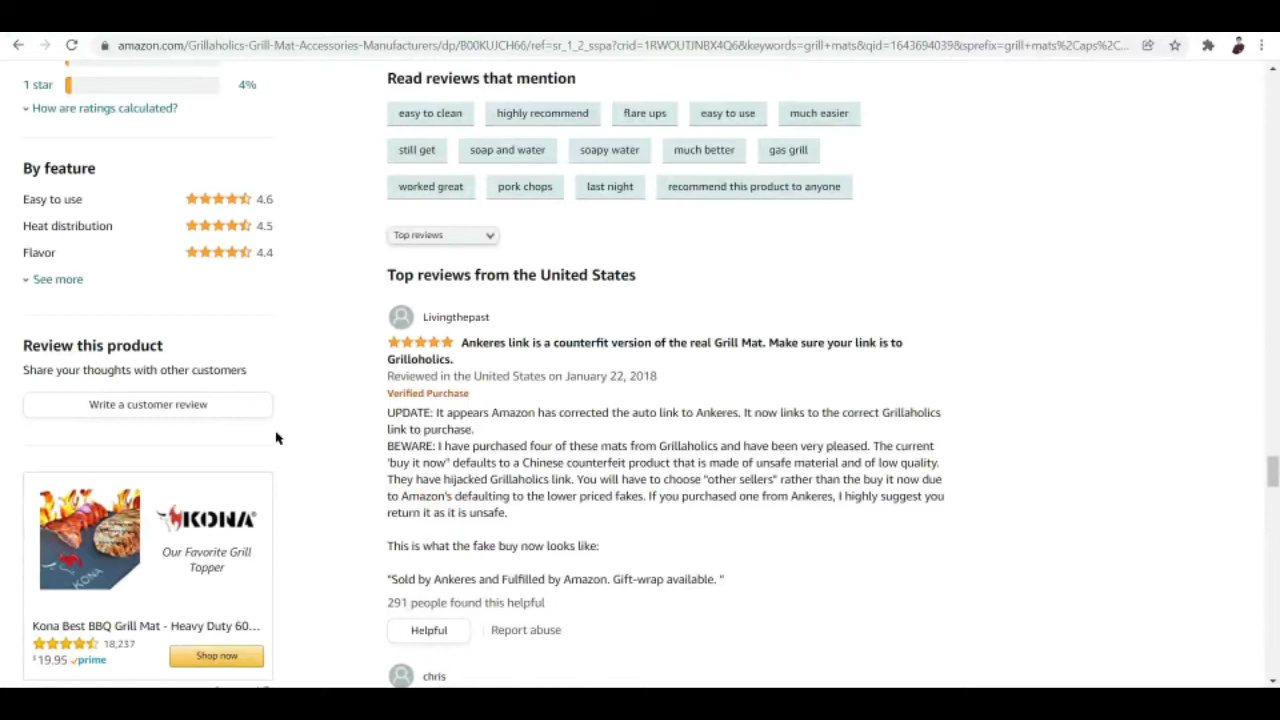 amazon.com/Grillaholics-Grill-Mat-Accessories-Manufacturers/dp/B00KUJCH66/ref=sr_1_2_sspa?crid=1RWOUTJNBX4Q6&keywords=grill+mats&qid=1643694039&sprefix=grill+mats%2Caps%2C...
1 star 4%
How are ratings calculated?
By feature
Easy to use 4.6
Heat distribution 4.5
Flavor 4.4
See more
Review this product
Share your thoughts with other customers
Write a customer review
KONA
Our Favorite Grill
Topper
KONA
Kona Best BBQ Grill Mat - Heavy Duty 60...
18,237
$19.95 prime
Shop now
Read reviews that mention
easy to clean highly recommend flare ups easy to use much easier
still get soap and water soapy water much better gas grill
worked great pork chops last night recommend this product to anyone
Top reviews
Top reviews from the United States
Livingthepast
Ankeres link is a counterfit version of the real Grill Mat. Make sure your link is to
Grilloholics.
Reviewed in the United States on January 22, 2018
Verified Purchase
UPDATE: It appears Amazon has corrected the auto link to Ankeres. It now links to the correct Grillaholics
link to purchase.
BEWARE: I have purchased four of these mats from Grillaholics and have been very pleased. The current
'buy it now" defaults to a Chinese counterfeit product that is made of unsafe material and of low quality.
They have hijacked Grillaholics link. You will have to choose "other sellers" rather than the buy it now due
to Amazon's defaulting to the lower priced fakes. If you purchased one from Ankeres, I highly suggest you
return it as it is unsafe.
This is what the fake buy now looks like:
"Sold by Ankeres and Fulfilled by Amazon. Gift-wrap available. "
291 people found this helpful
Helpful Report abuse
chris